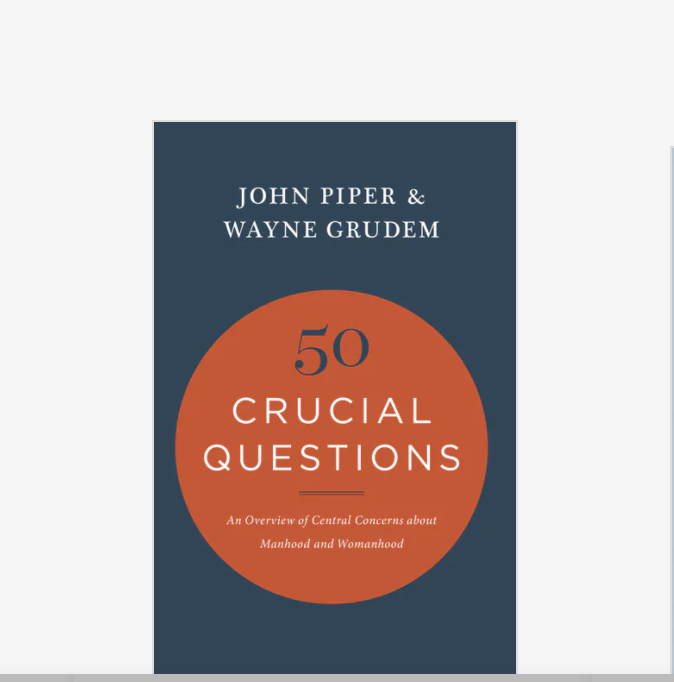 JOHN PIPER &
WAYNE GRUDEM
50
CRUCIAL
QUESTIONS
An Overview of Central Concerns about
Manhood and Womanhood